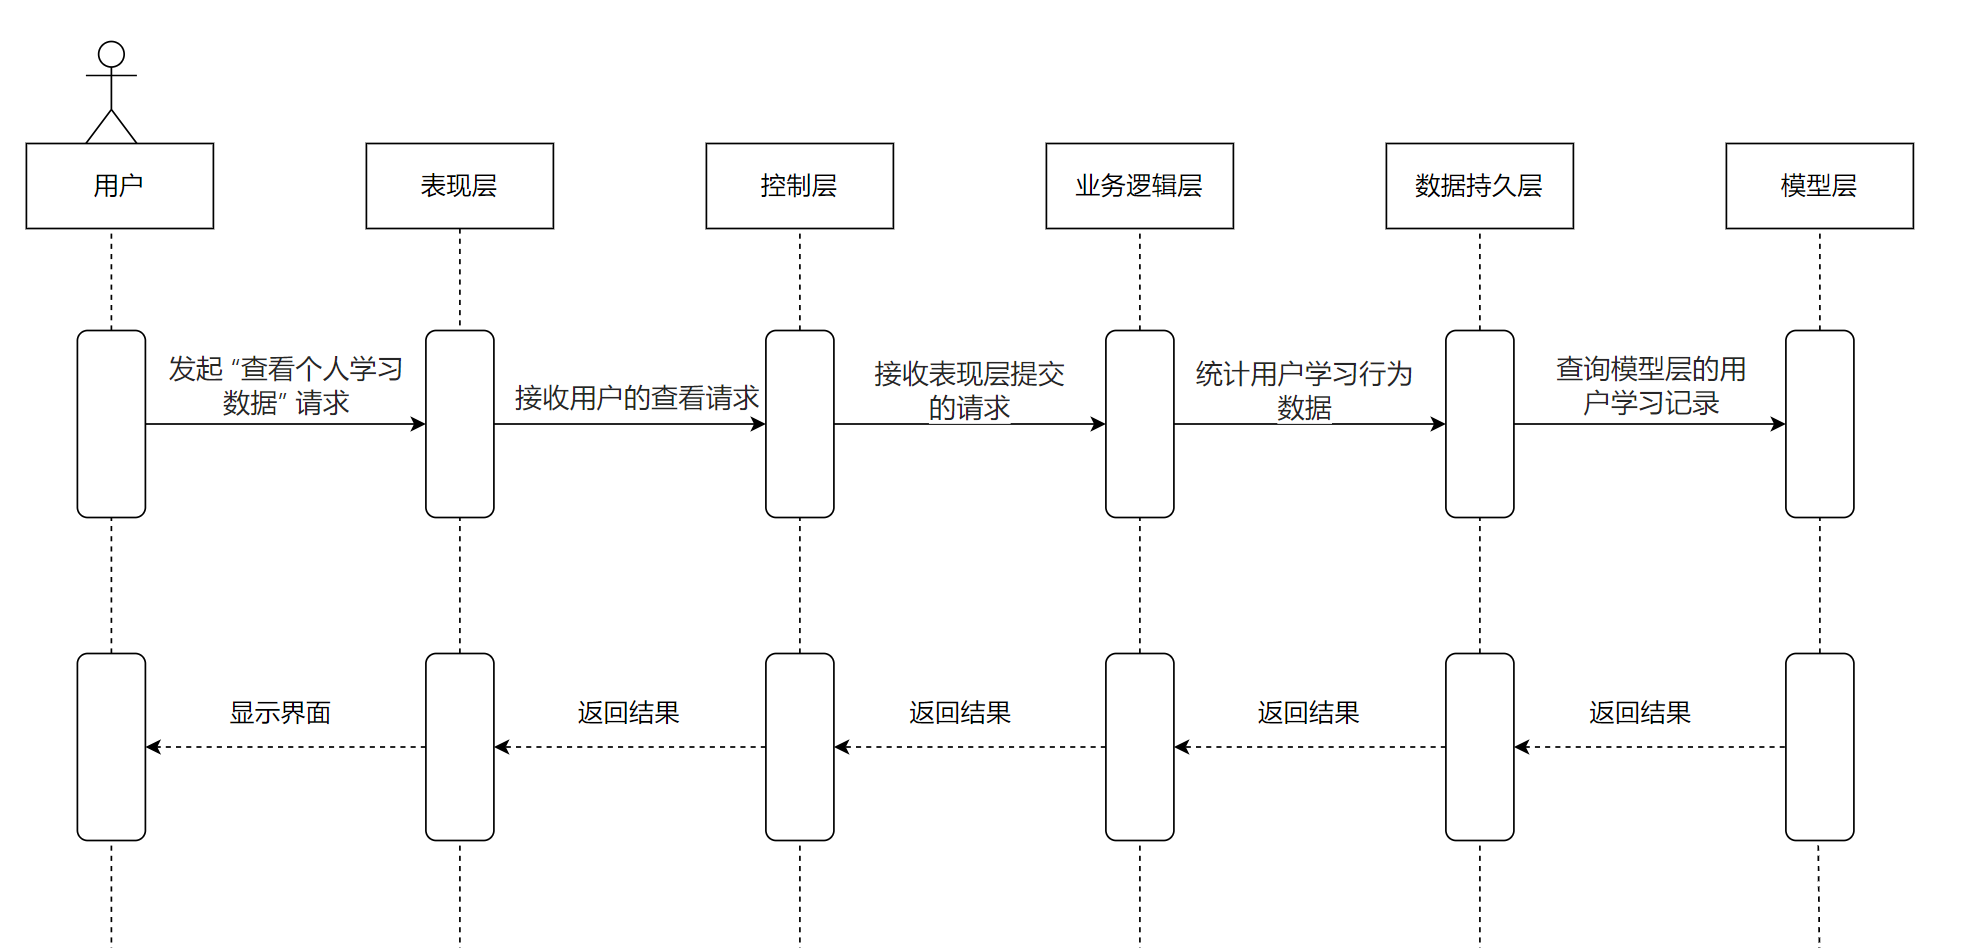 用户
表现层
控制层
业务逻辑层
数据持久层
模型层
发起 “查看个人学习
数据” 请求
接收用户的查看请求
接收表现层提交
的请求
统计用户学习行为
数据
查询模型层的用
户学习记录
显示界面
返回结果
返回结果
返回结果
返回结果